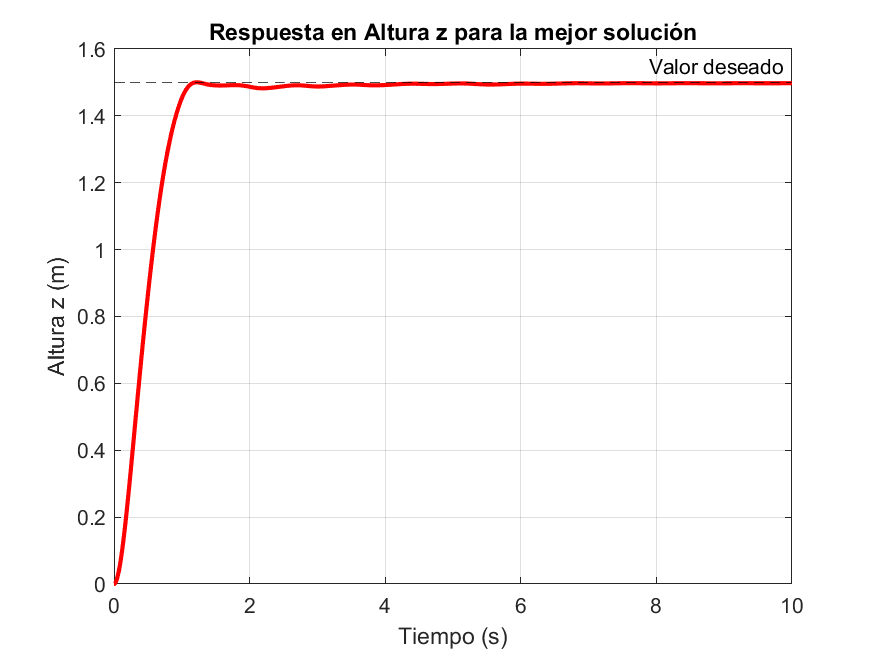 Respuesta en Altura z para la mejor solución
Valor deseado
1.6
1.4
1.2
1
0.8
0.6
0.4
0.2
0
Altura z (m)
0 2 4 6 8 10
Tiempo (s)